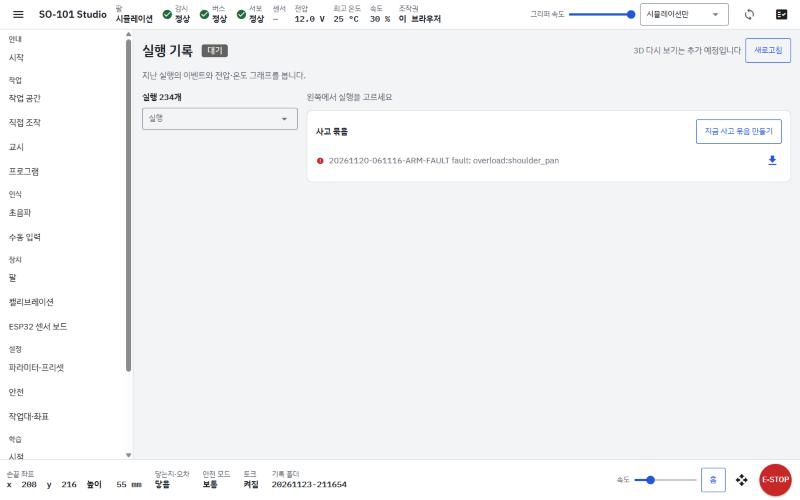 SO-101 Studio
팔 시뮬레이션
감시 정상
버스 정상
서보 정상
센서 –
전압 12.0 V
최고 온도 25 °C
속도 30 %
조작권 이 브라우저
그리퍼 속도
시뮬레이션만
안내
시작
작업
작업 공간
직접 조작
교시
프로그램
인식
초음파
수동 입력
장치
팔
캘리브레이션
ESP32 센서 보드
설정
파라미터·프리셋
안전
작업대·좌표
학습
시점
실행 기록
대기
3D 다시 보기는 추가 예정입니다
새로고침
지난 실행의 이벤트와 전압·온도 그래프를 봅니다.
실행 234개
실행
왼쪽에서 실행을 고르세요
사고 묶음
지금 사고 묶음 만들기
20261120-061116-ARM-FAULT fault: overload:shoulder_pan
손끝 좌표
x 208 y 216 높이 55 mm
닿는지·오차
닿음
안전 모드
보통
토크
켜짐
기록 폴더
20261123-211654
속도
홈
E-STOP